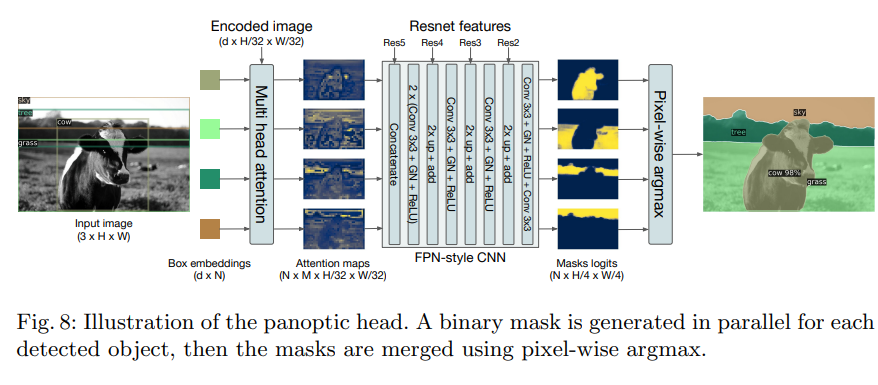 Encoded image
(d x H/32 x W/32)
Resnet features
Res5
Res4
Res3
Res2
sky
tree
cow
grass
Input image
(3 x H x W)
Box embeddings
(d x N)
Multi head attention
Attention maps
(N x M x H/32 x W/32)
Concatenate
2 x (Conv 3x3 + GN + ReLU)
2x up + add
Conv 3x3 + GN + ReLU
2x up + add
Conv 3x3 + GN + ReLU
2x up + add
Conv 3x3 + GN + ReLU + Conv 3x3
FPN-style CNN
Masks logits
(N x H/4 x W/4)
Pixel-wise argmax
sky
tree
cow 98%
grass
Fig. 8: Illustration of the panoptic head. A binary mask is generated in parallel for each
detected object, then the masks are merged using pixel-wise argmax.